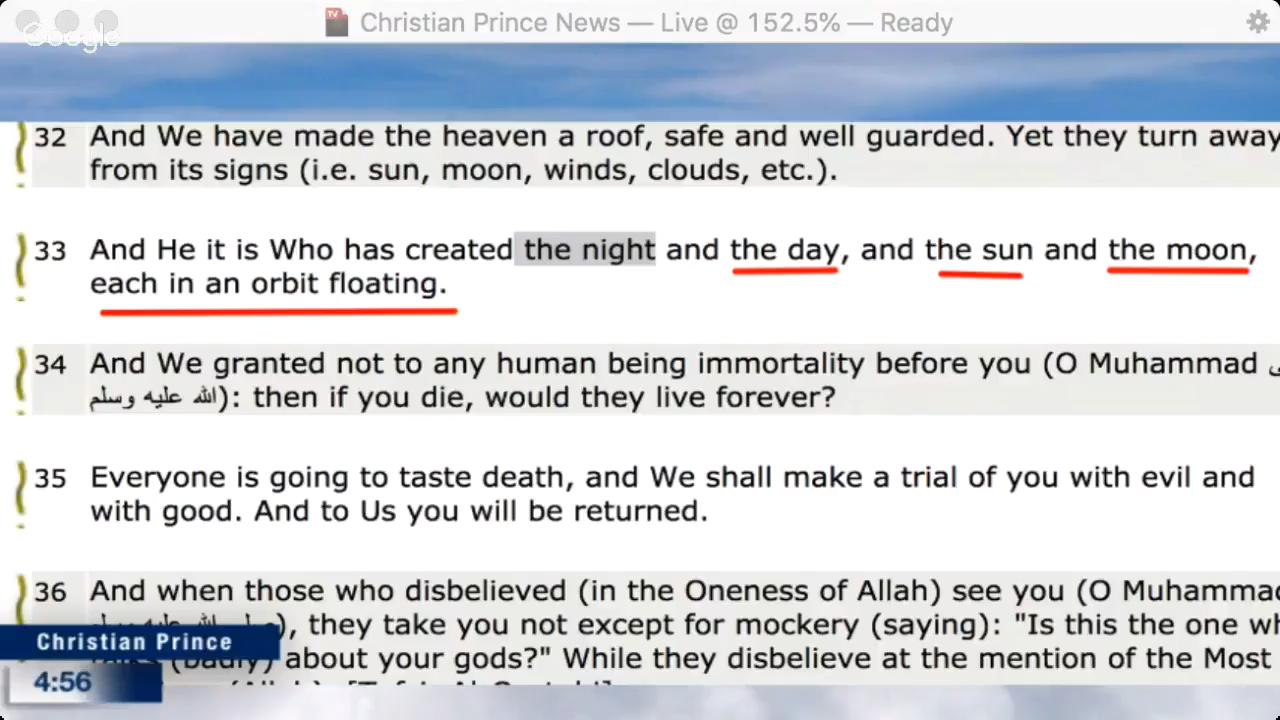 Christian Prince News — Live @ 152.5% — Ready
Google
32 And We have made the heaven a roof, safe and well guarded. Yet they turn away
from its signs (i.e. sun, moon, winds, clouds, etc.).
33 And He it is Who has created the night and the day, and the sun and the moon,
each in an orbit floating.
34 And We granted not to any human being immortality before you (O Muhammad
الله عليه وسلم): then if you die, would they live forever?
35 Everyone is going to taste death, and We shall make a trial of you with evil and
with good. And to Us you will be returned.
36 And when those who disbelieved (in the Oneness of Allah) see you (O Muhammad
), they take you not except for mockery (saying): "Is this the one
(badly) about your gods?" While they disbelieve at the mention of the Most
Christian Prince
4:56